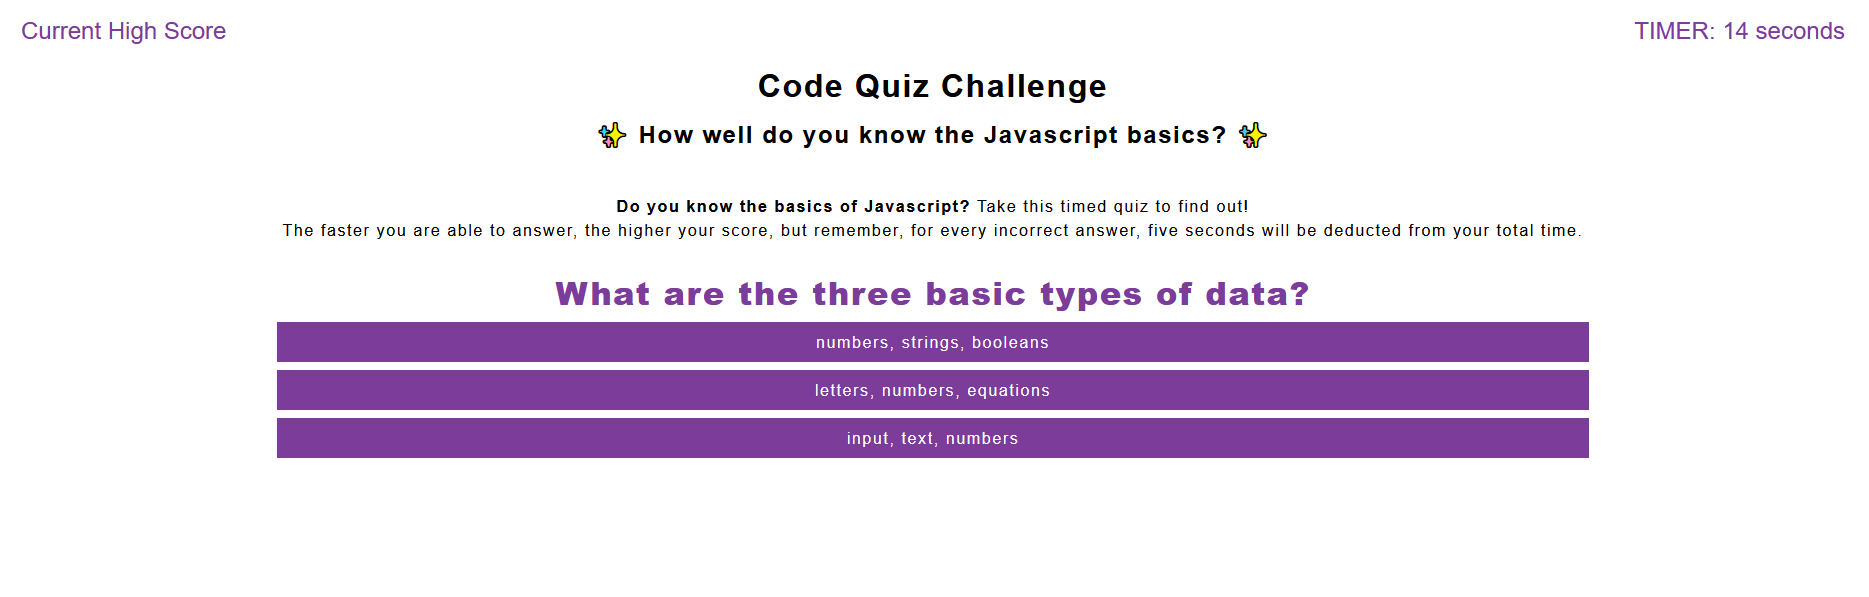 Current High Score
TIMER: 14 seconds
Code Quiz Challenge
✨ How well do you know the Javascript basics? ✨
Do you know the basics of Javascript? Take this timed quiz to find out!
The faster you are able to answer, the higher your score, but remember, for every incorrect answer, five seconds will be deducted from your total time.
What are the three basic types of data?
numbers, strings, booleans
letters, numbers, equations
input, text, numbers